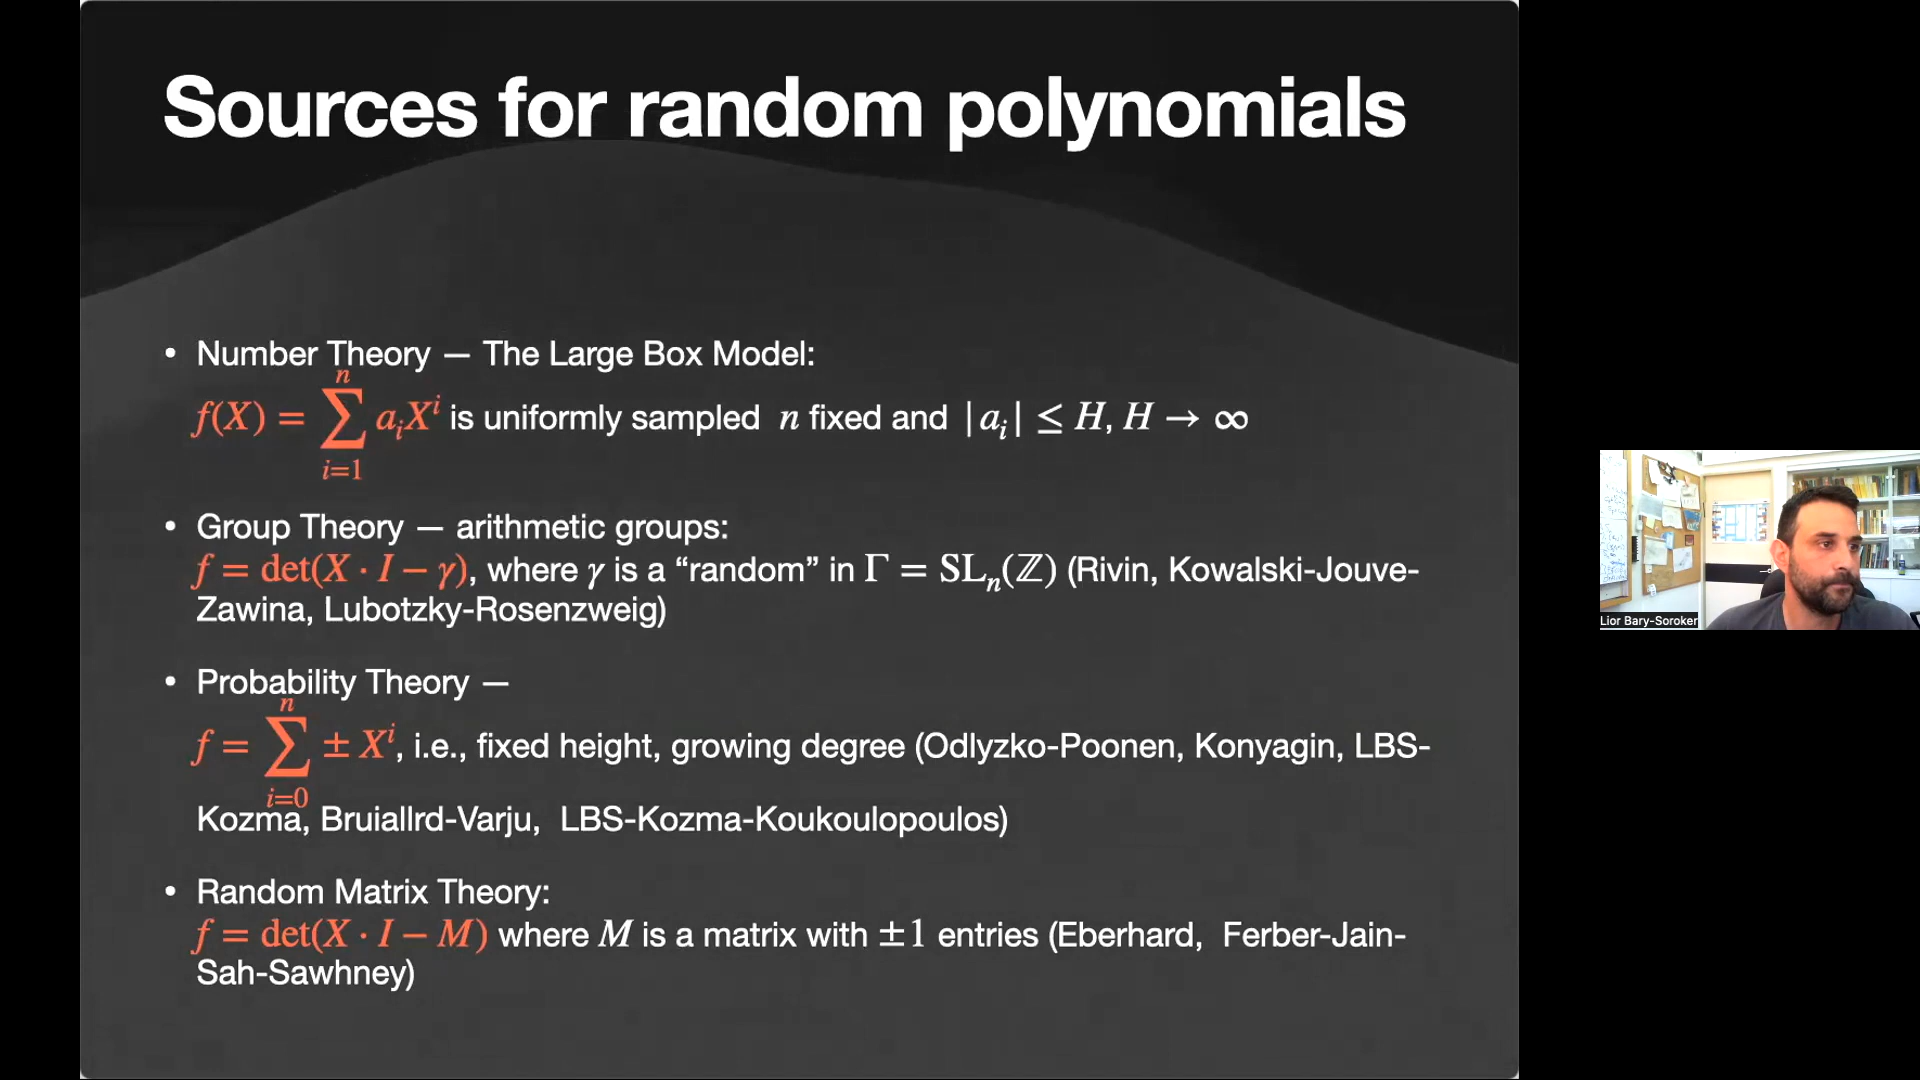 Sources for random polynomials
• Number Theory — The Large Box Model:
f(X) = ∑_{i=1}^{n} a_i X^i is uniformly sampled n fixed and |a_i| ≤ H, H → ∞
• Group Theory — arithmetic groups:
f = det(X · I − γ), where γ is a “random” in Γ = SL_n(ℤ) (Rivin, Kowalski-Jouve-
Zawina, Lubotzky-Rosenzweig)
• Probability Theory —
f = ∑_{i=0}^{n} ± X^i, i.e., fixed height, growing degree (Odlyzko-Poonen, Konyagin, LBS-
Kozma, Bruiallrd-Varju, LBS-Kozma-Koukoulopoulos)
• Random Matrix Theory:
f = det(X · I − M) where M is a matrix with ±1 entries (Eberhard, Ferber-Jain-
Sah-Sawhney)
Lior Bary-Soroker